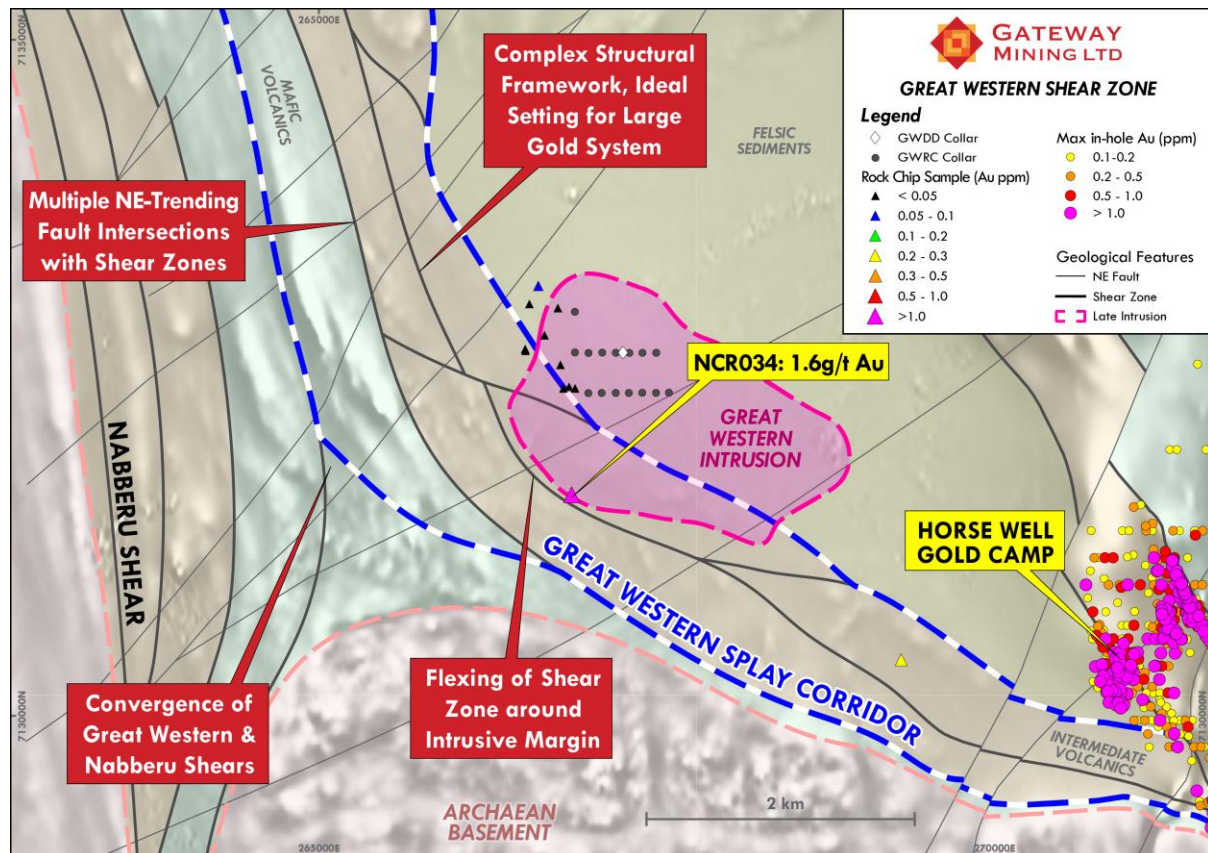 265000E
7135000N
MAFIC
VOLCANICS
Complex Structural
Framework, Ideal
Setting for Large
Gold System
FELSIC
SEDIMENTS
Multiple NE-Trending
Fault Intersections
with Shear Zones
GATEWAY
MINING LTD
GREAT WESTERN SHEAR ZONE
Legend
GWDD Collar
GWRC Collar
Rock Chip Sample (Au ppm)
< 0.05
0.05 - 0.1
0.1 - 0.2
0.2 - 0.3
0.3 - 0.5
0.5 - 1.0
>1.0
Max in-hole Au (ppm)
0.1-0.2
0.2 - 0.5
0.5 - 1.0
> 1.0
Geological Features
NE Fault
Shear Zone
Late Intrusion
NCR034: 1.6g/t Au
GREAT
WESTERN
INTRUSION
NABBERU SHEAR
HORSE WELL
GOLD CAMP
GREAT WESTERN SPLAY CORRIDOR
Convergence of
Great Western &
Nabberu Shears
Flexing of Shear
Zone around
Intrusive Margin
7130000N
7130000N
INTERMEDIATE
VOLCANICS
2 km
ARCHAEAN
BASEMENT
265000E
270000E